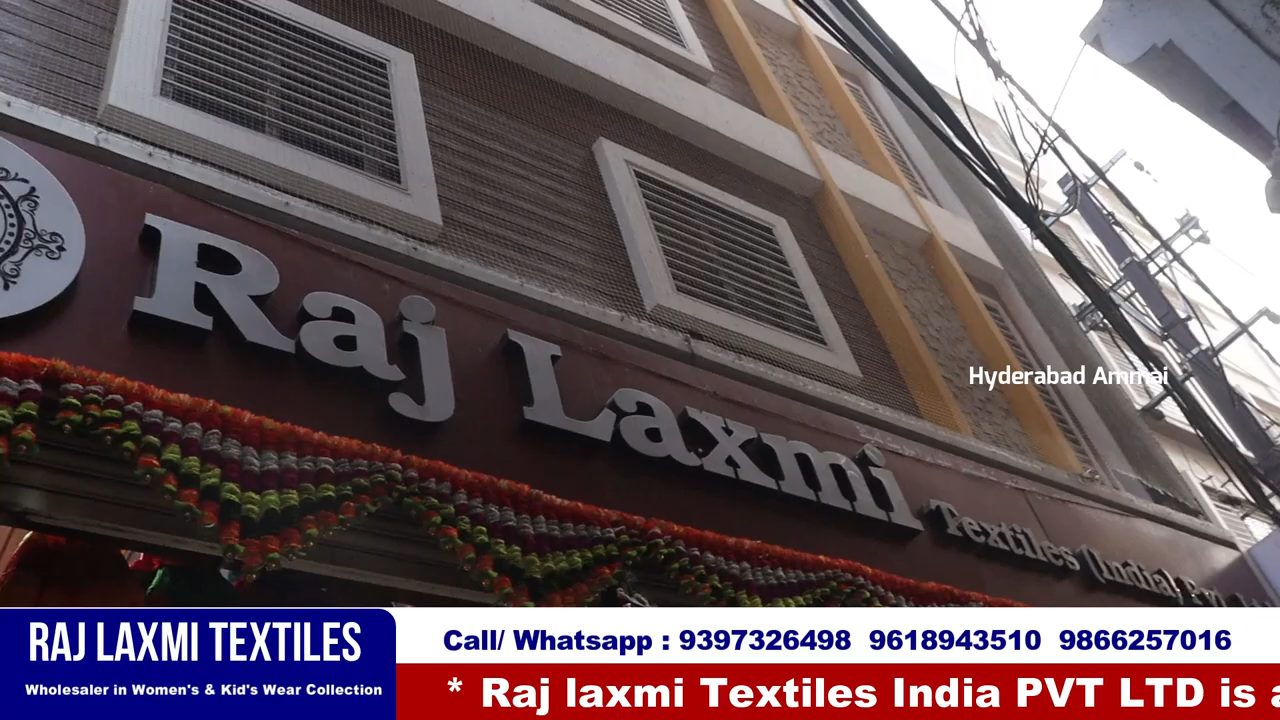 Raj Laxmi Textiles (India)
Hyderabad Ammai
RAJ LAXMI TEXTILES
Wholesaler in Women's & Kid's Wear Collection
Call/ Whatsapp : 9397326498 9618943510 9866257016
* Raj laxmi Textiles India PVT LTD is